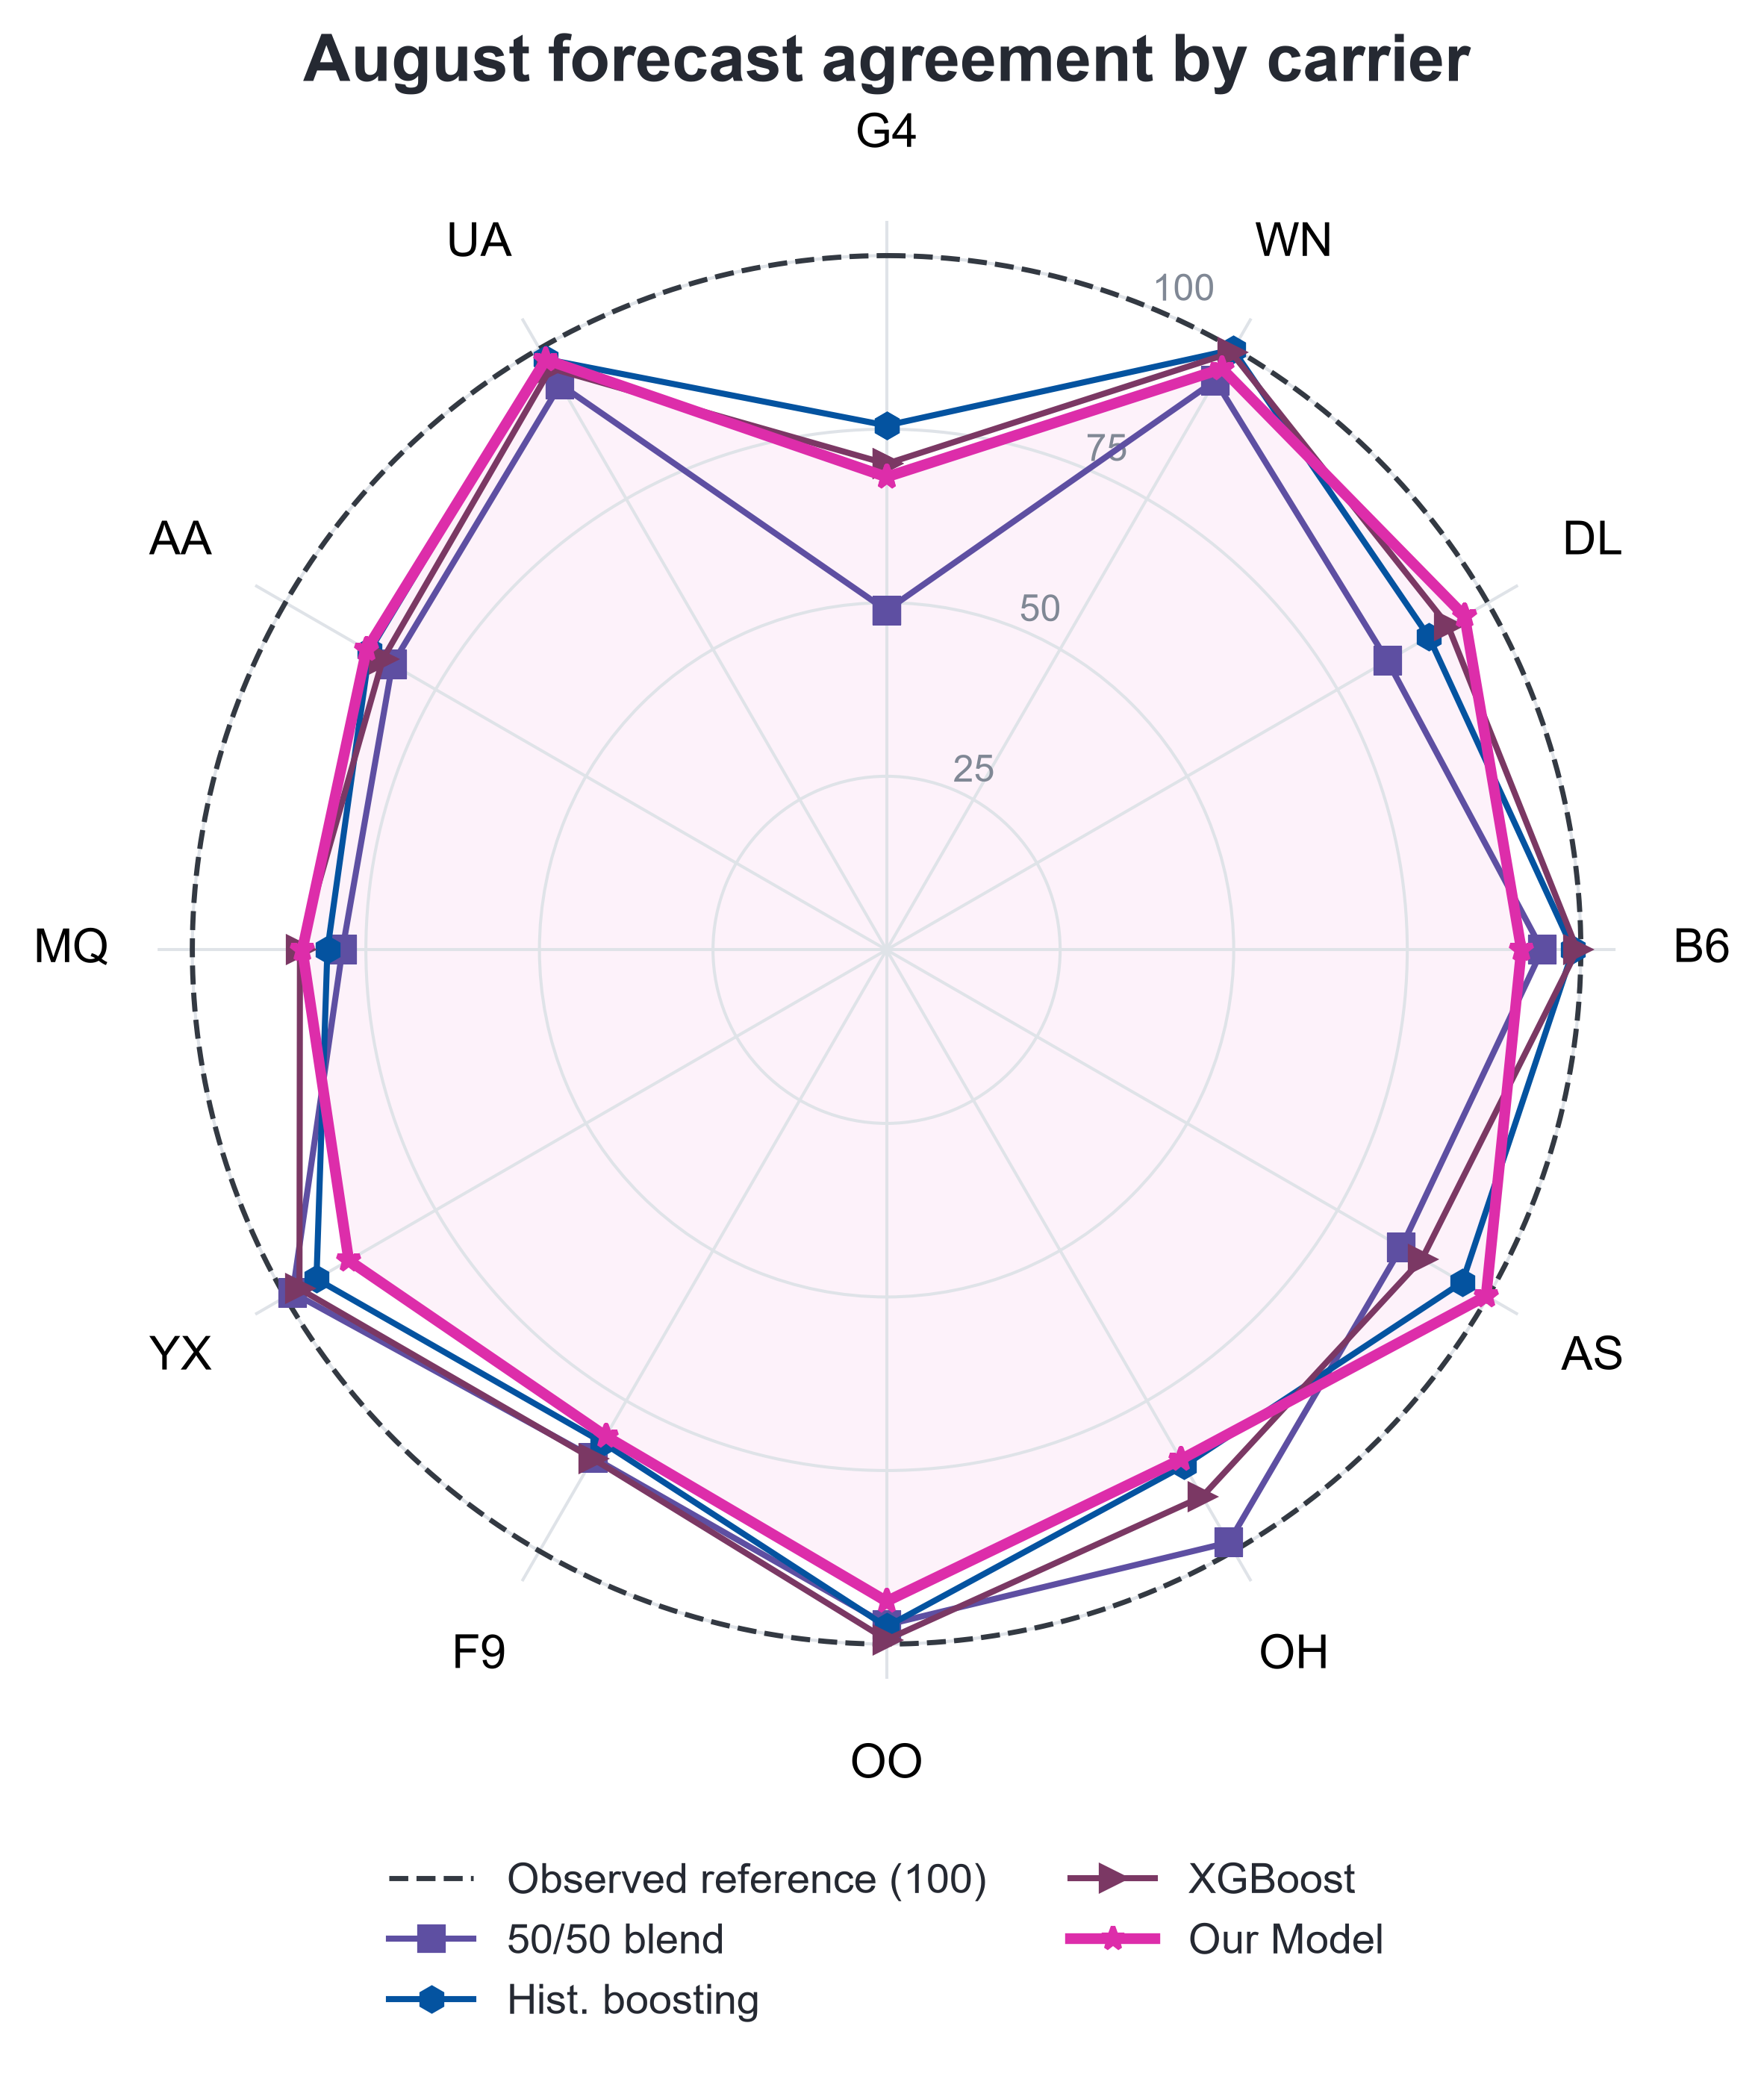 August forecast agreement by carrier
G4
UA
WN
100
AA
DL
75
50
25
MQ
B6
YX
AS
F9
OH
OO
Observed reference (100)
50/50 blend
Hist. boosting
XGBoost
Our Model